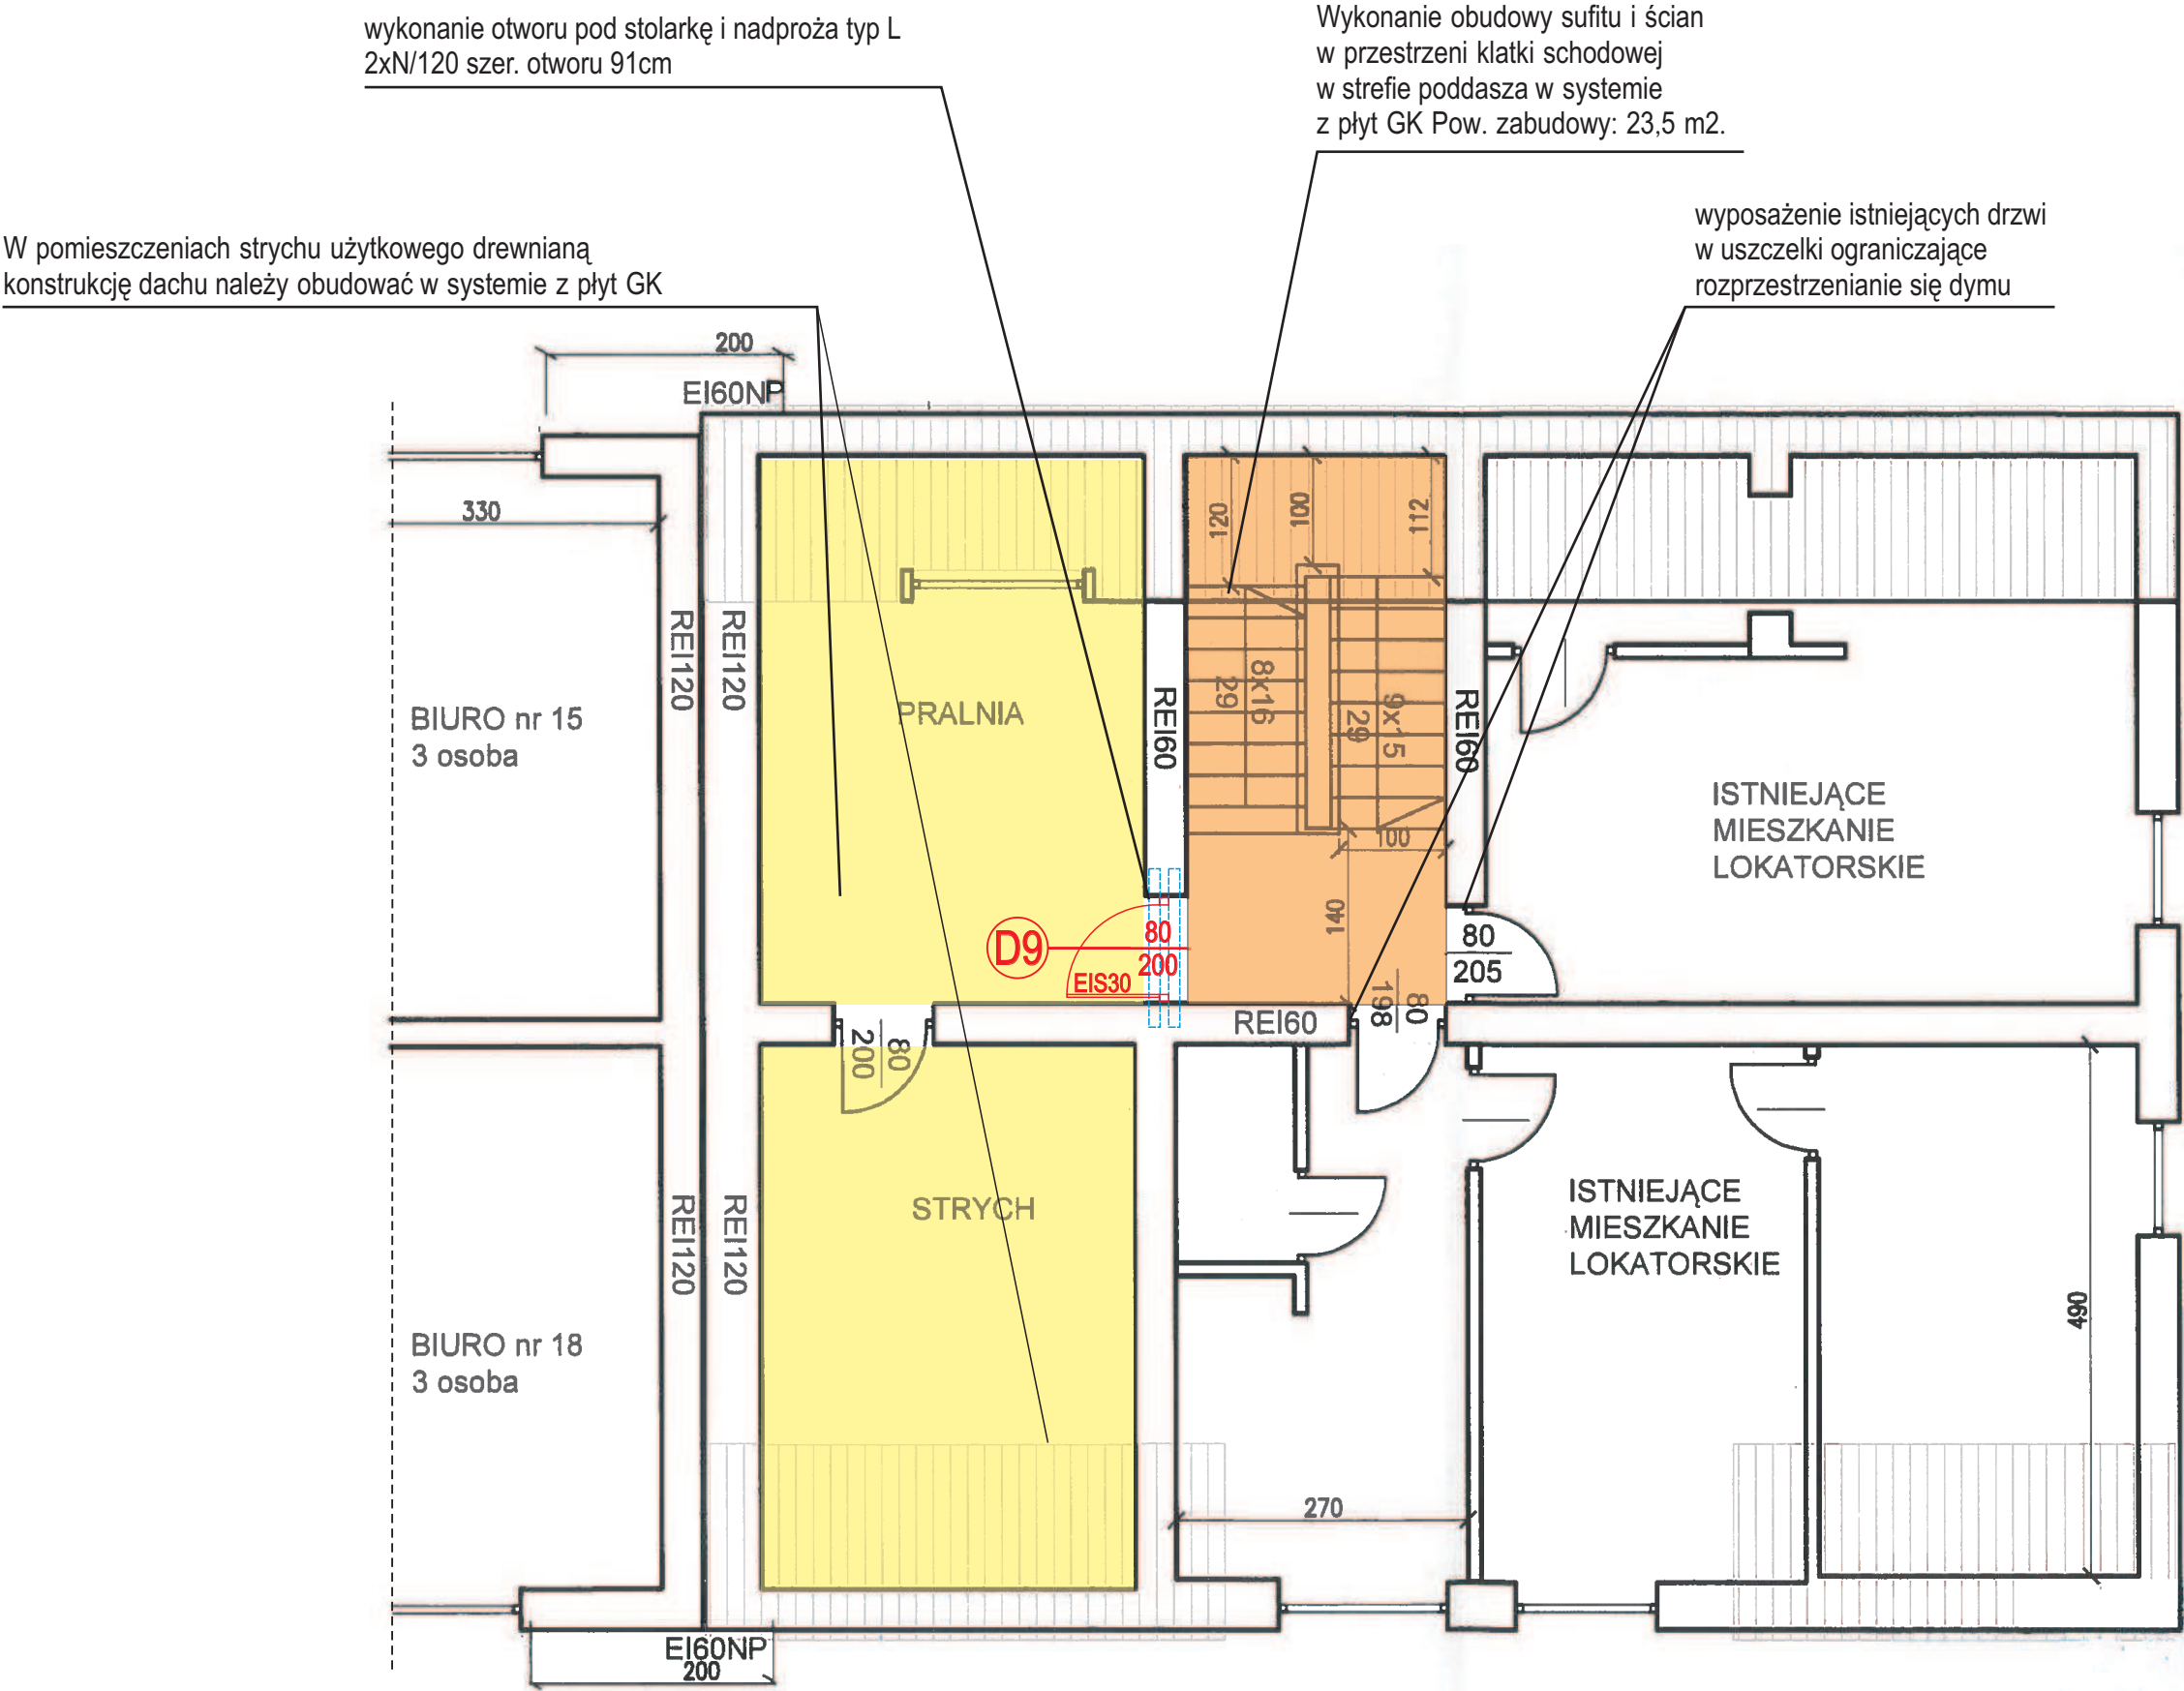 wykonanie otworu pod stolarkę i nadproża typ L
2xN/120 szer. otworu 91cm
Wykonanie obudowy sufitu i ścian
w przestrzeni klatki schodowej
w strefie poddasza w systemie
z płyt GK Pow. zabudowy: 23,5 m2.
wyposażenie istniejących drzwi
w uszczelki ograniczające
rozprzestrzenianie się dymu
W pomieszczeniach strychu użytkowego drewnianą
konstrukcję dachu należy obudować w systemie z płyt GK
200
EI60NP
330
120
100
112
REI120
REI120
BIURO nr 15
3 osoba
PRALNIA
REI60
8x16
29
9x15
29
REI60
ISTNIEJĄCE
MIESZKANIE
LOKATORSKIE
100
140
D9
80
200
EIS30
80
205
80
198
REI60
80
200
STRYCH
REI120
REI120
ISTNIEJĄCE
MIESZKANIE
LOKATORSKIE
490
BIURO nr 18
3 osoba
270
EI60NP
200